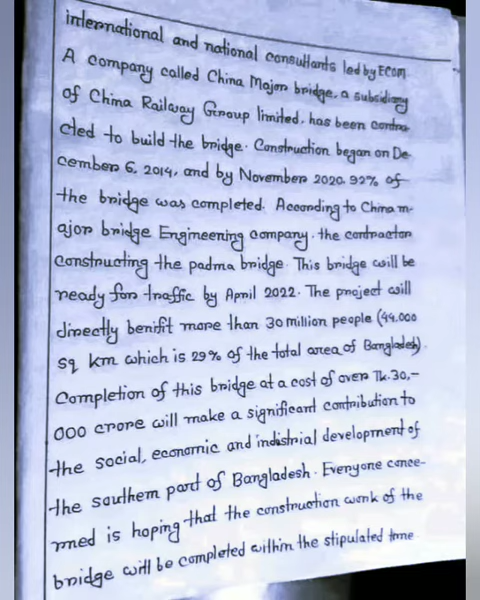 international and national consultants led by ECOM
A company called China Major bridge, a subsidiary
of China Railway Group limited, has been contra
cted to build the bridge. Construction began on De-
cember 6, 2014, and by November 2020. 92% of
the bridge was completed. According to China m-
ajor bridge Engineering company. the contractor
constructing the padma bridge. This bridge will be
ready for traffic by April 2022. The project will
directly benifit more than 30 million people (44.000
sq km which is 29% of the total area of Bangladesh).
Completion of this bridge at a cost of over Tk.30,-
000 crore will make a significant contribution to
the social, economic and indistrial development of
the southern part of Bangladesh. Everyone conce-
rned is hoping that the construction work of the
bridge will be completed within the stipulated time